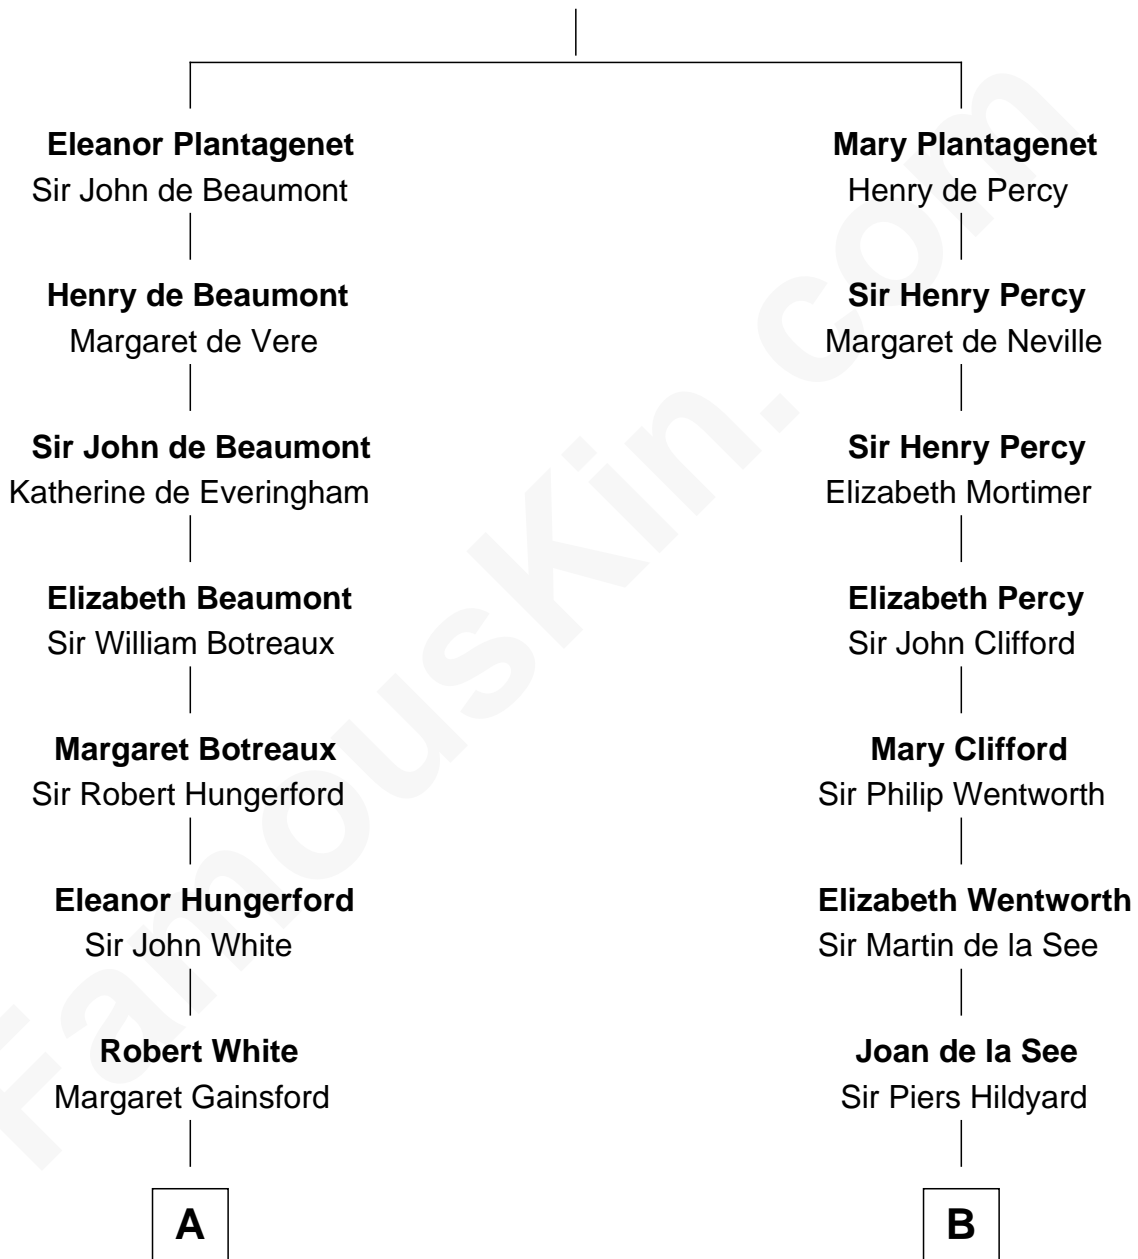 Eleanor Plantagenet
Sir John de Beaumont
Henry de Beaumont
Margaret de Vere
Sir John de Beaumont
Katherine de Everingham
Elizabeth Beaumont
Sir William Botreaux
Margaret Botreaux
Sir Robert Hungerford
Eleanor Hungerford
Sir John White
Robert White
Margaret Gainsford
A
Mary Plantagenet
Henry de Percy
Sir Henry Percy
Margaret de Neville
Sir Henry Percy
Elizabeth Mortimer
Elizabeth Percy
Sir John Clifford
Mary Clifford
Sir Philip Wentworth
Elizabeth Wentworth
Sir Martin de la See
Joan de la See
Sir Piers Hildyard
B
FamousKin.com